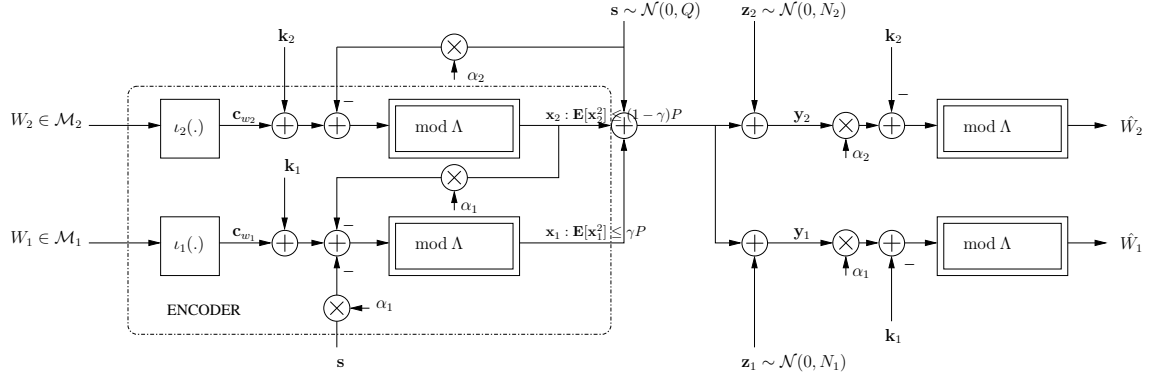 s ∼ 𝒩(0, Q)
z₂ ∼ 𝒩(0, N₂)
k₂
k₂
α₂
−
−
W₂ ∈ ℳ₂
ι₂(.)
c_{w₂}
mod Λ
x₂ : E[x₂²] ≤ (1 − γ)P
y₂
α₂
mod Λ
Ŵ₂
k₁
α₁
−
W₁ ∈ ℳ₁
ι₁(.)
c_{w₁}
mod Λ
x₁ : E[x₁²] ≤ γP
y₁
α₁
mod Λ
Ŵ₁
−
−
α₁
ENCODER
k₁
s
z₁ ∼ 𝒩(0, N₁)